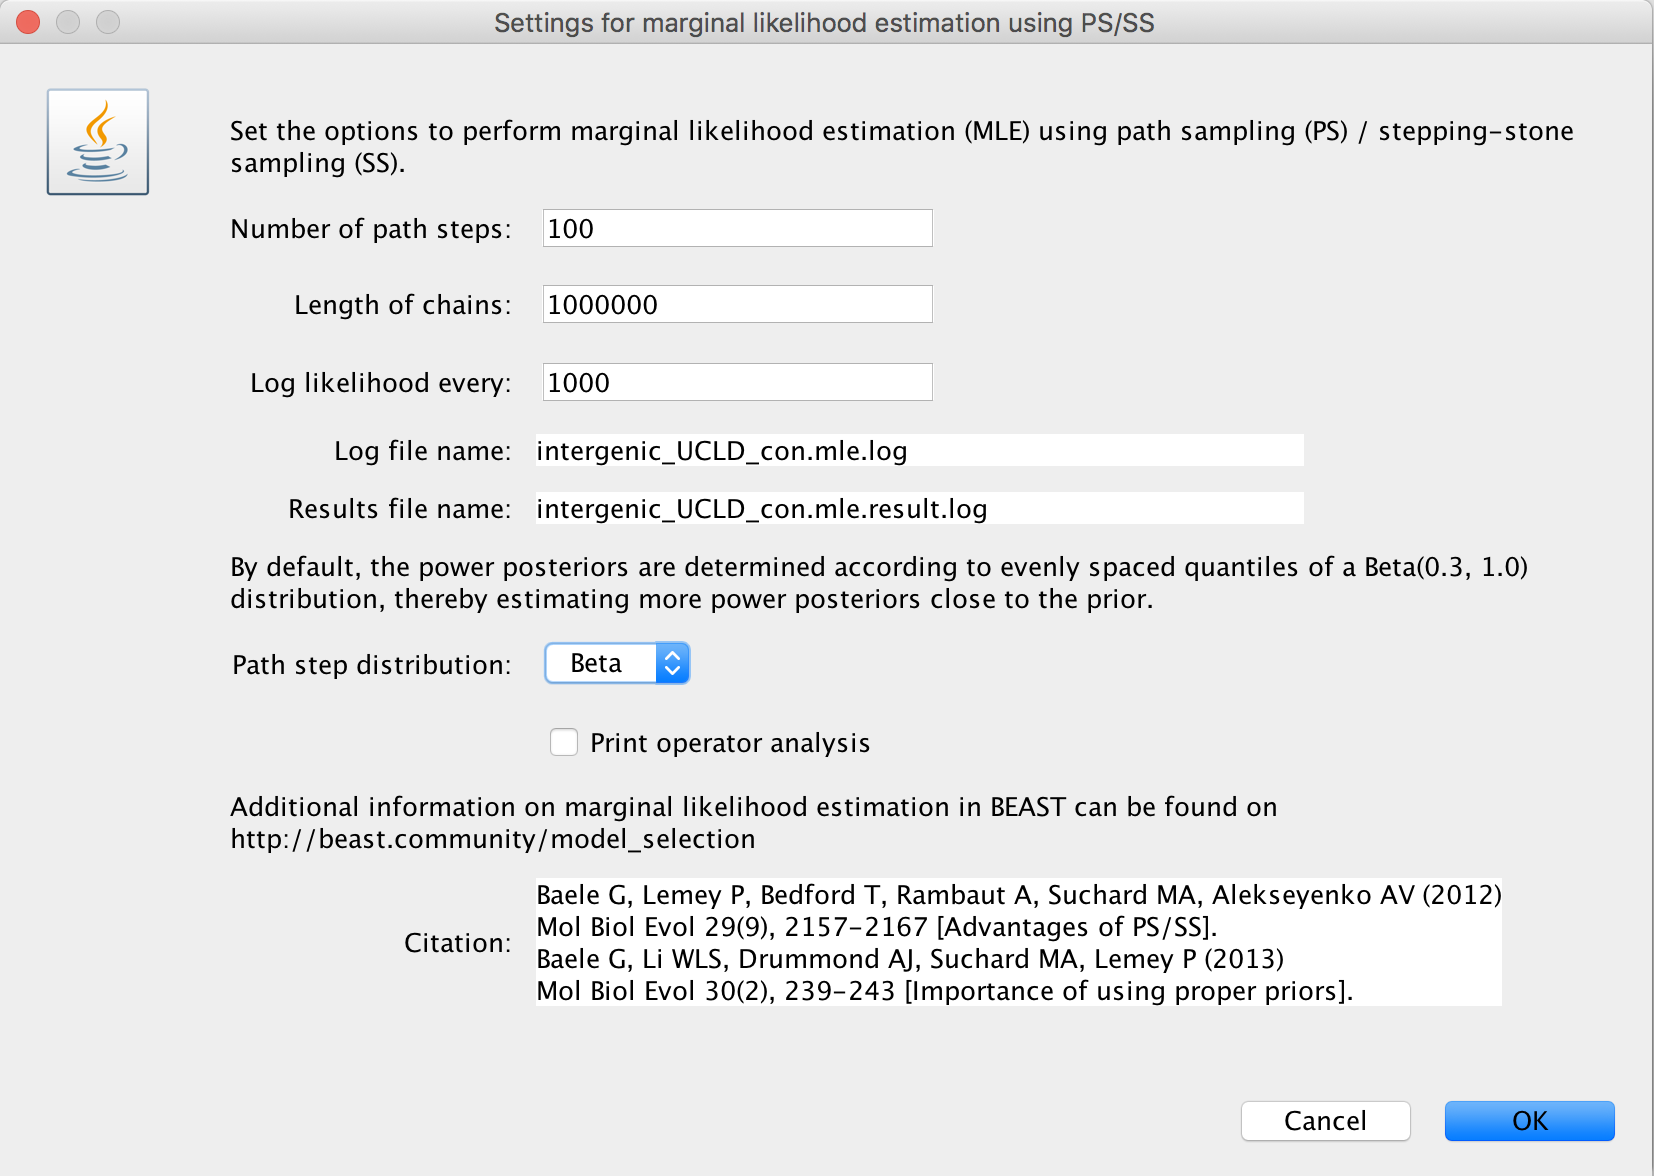 Settings for marginal likelihood estimation using PS/SS
Set the options to perform marginal likelihood estimation (MLE) using path sampling (PS) / stepping-stone
sampling (SS).
Number of path steps: 100
Length of chains: 1000000
Log likelihood every: 1000
Log file name: intergenic_UCLD_con.mle.log
Results file name: intergenic_UCLD_con.mle.result.log
By default, the power posteriors are determined according to evenly spaced quantiles of a Beta(0.3, 1.0)
distribution, thereby estimating more power posteriors close to the prior.
Path step distribution: Beta
Print operator analysis
Additional information on marginal likelihood estimation in BEAST can be found on
http://beast.community/model_selection
Baele G, Lemey P, Bedford T, Rambaut A, Suchard MA, Alekseyenko AV (2012)
Mol Biol Evol 29(9), 2157-2167 [Advantages of PS/SS].
Citation:
Baele G, Li WLS, Drummond AJ, Suchard MA, Lemey P (2013)
Mol Biol Evol 30(2), 239-243 [Importance of using proper priors].
Cancel OK